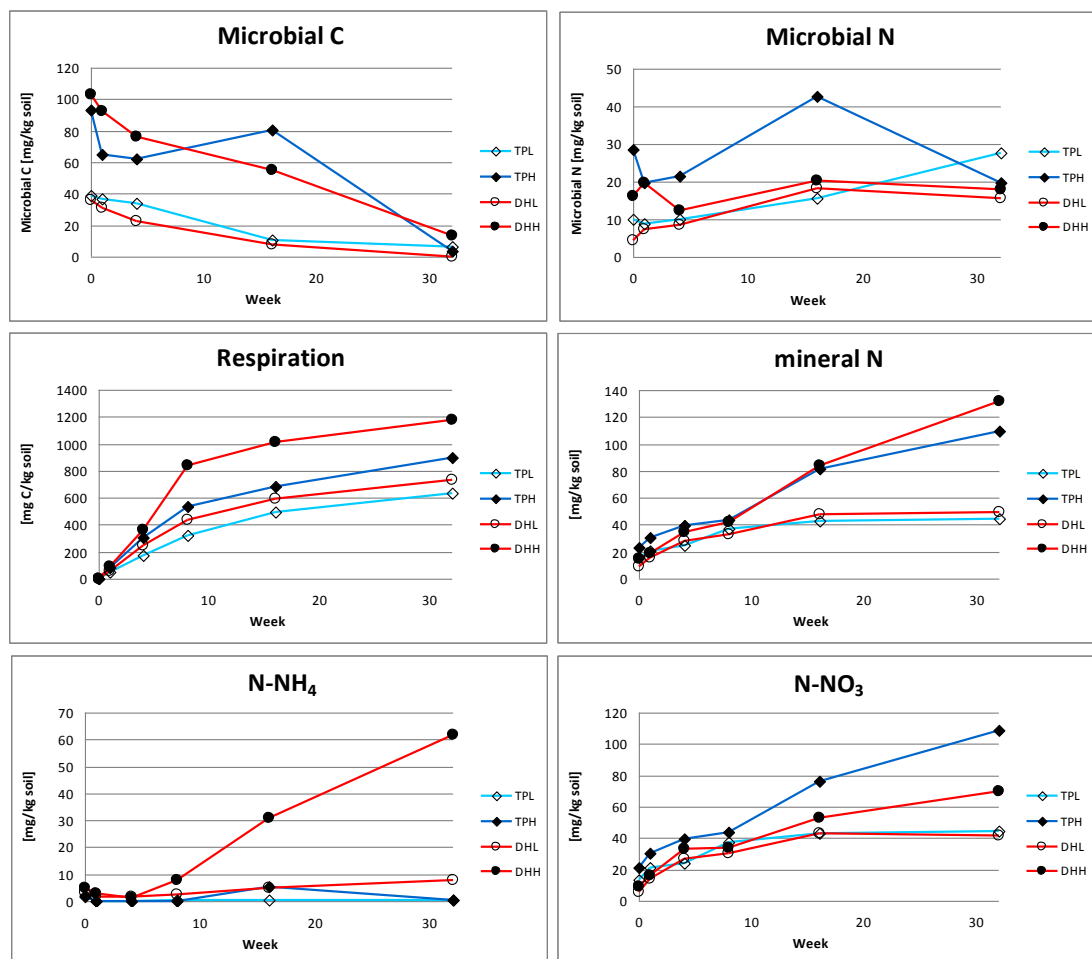 Microbial C
Microbial C [mg/kg soil]
120
100
80
60
40
20
0
0 10 20 30
Week
TPL
TPH
DHL
DHH
Microbial N
Microbial N [mg/kg soil]
50
40
30
20
10
0
0 10 20 30
Week
TPL
TPH
DHL
DHH
Respiration
[mg C/kg soil]
1400
1200
1000
800
600
400
200
0
0 10 20 30
Week
TPL
TPH
DHL
DHH
mineral N
[mg/kg soil]
140
120
100
80
60
40
20
0
0 10 20 30
Week
TPL
TPH
DHL
DHH
N-NH₄
[mg/kg soil]
70
60
50
40
30
20
10
0
0 10 20 30
Week
TPL
TPH
DHL
DHH
N-NO₃
[mg/kg soil]
120
100
80
60
40
20
0
0 10 20 30
Week
TPL
TPH
DHL
DHH